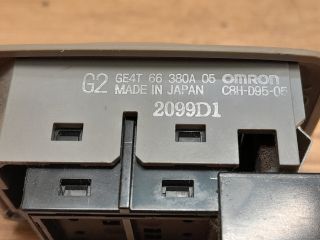 G2 GE4T 66 380A 05 OMRON
MADE IN JAPAN C8H-D95-05
2099D1